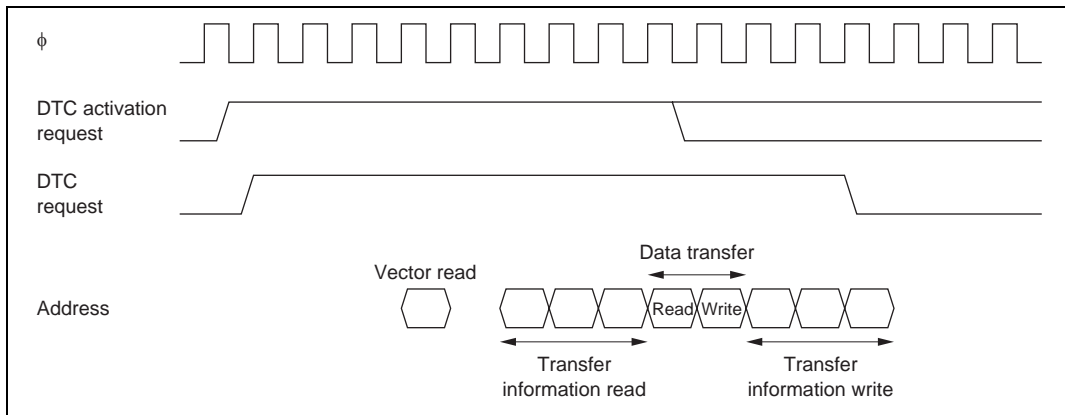 ϕ
DTC activation
request
DTC
request
Data transfer
Vector read
Address
Read Write
Transfer
information read
Transfer
information write